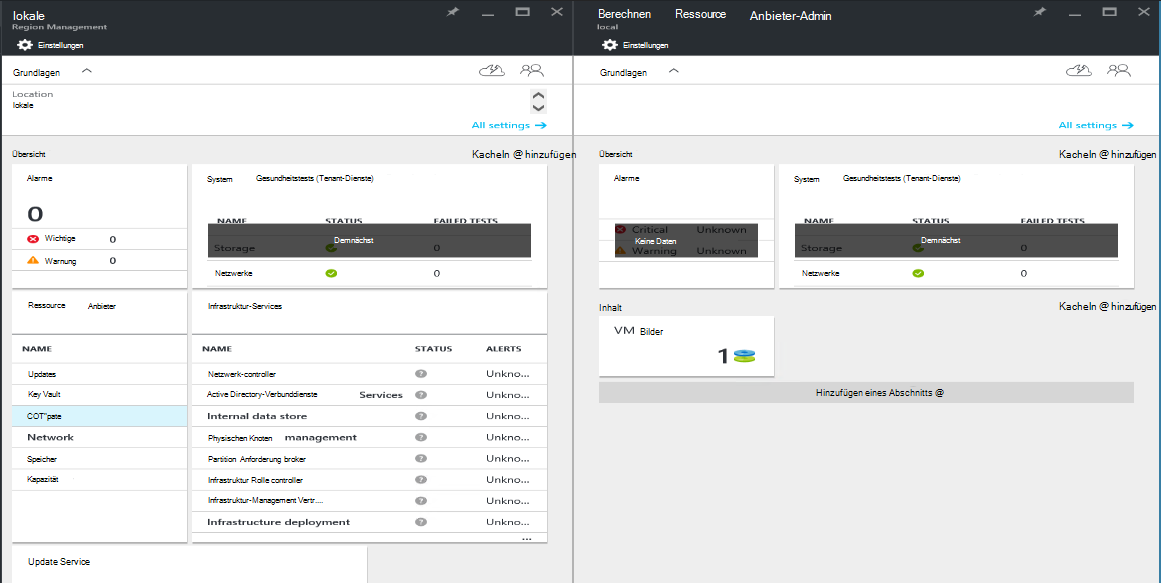 lokale
Region Management
Einstellungen
Grundlagen
Location
lokale
All settings →
Übersicht
Kacheln @ hinzufügen
Alarme
0
Wichtige 0
Warnung 0
System Gesundheitstests (Tenant-Dienste)
NAME STATUS FAILED TESTS
Demnächst
Storage 0
Netzwerke 0
Ressource Anbieter
NAME
Updates
Key Vault
COT"pate
Network
Speicher
Kapazität
Infrastruktur-Services
NAME STATUS ALERTS
Netzwerk-controller ? Unkno...
Active Directory-Verbunddienste Services ? Unkno...
Internal data store ? Unkno...
Physischen Knoten management ? Unkno...
Partition Anforderung broker ? Unkno...
Infrastruktur Rolle controller ? Unkno...
Infrastruktur-Management Vertr.... ? Unkno...
Infrastructure deployment ? Unkno...
...
Update Service
Berechnen Ressource Anbieter-Admin
local
Einstellungen
Grundlagen
All settings →
Übersicht
Kacheln @ hinzufügen
Alarme
Critical Unknown
Keine Daten
Warning Unknown
System Gesundheitstests (Tenant-Dienste)
NAME STATUS FAILED TESTS
Demnächst
Storage 0
Netzwerke 0
Inhalt
Kacheln @ hinzufügen
VM Bilder
1
Hinzufügen eines Abschnitts @